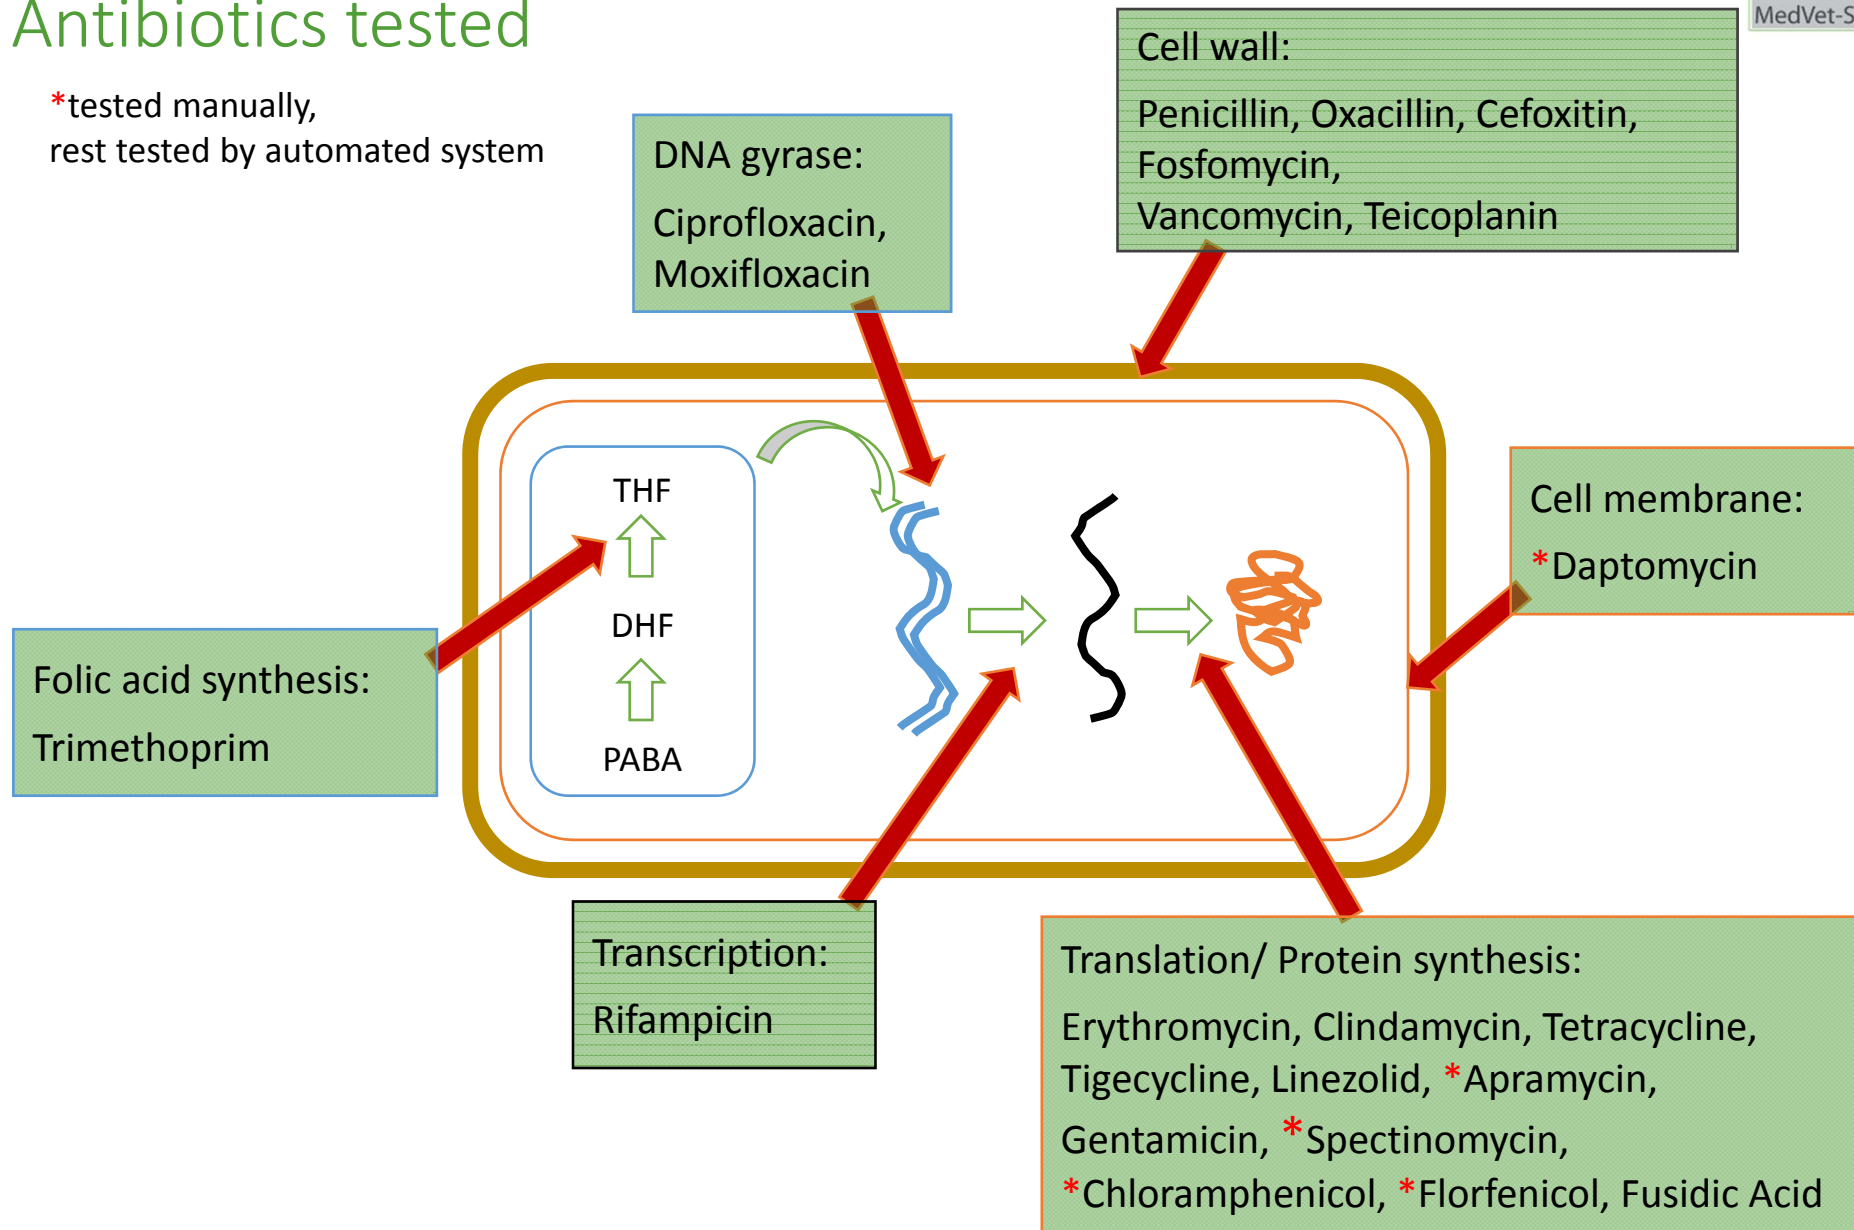 Antibiotics tested
MedVet-S
*tested manually,
rest tested by automated system
Cell wall:
Penicillin, Oxacillin, Cefoxitin,
Fosfomycin,
Vancomycin, Teicoplanin
DNA gyrase:
Ciprofloxacin,
Moxifloxacin
THF
DHF
PABA
Cell membrane:
*Daptomycin
Folic acid synthesis:
Trimethoprim
Transcription:
Rifampicin
Translation/ Protein synthesis:
Erythromycin, Clindamycin, Tetracycline,
Tigecycline, Linezolid, *Apramycin,
Gentamicin, *Spectinomycin,
*Chloramphenicol, *Florfenicol, Fusidic Acid